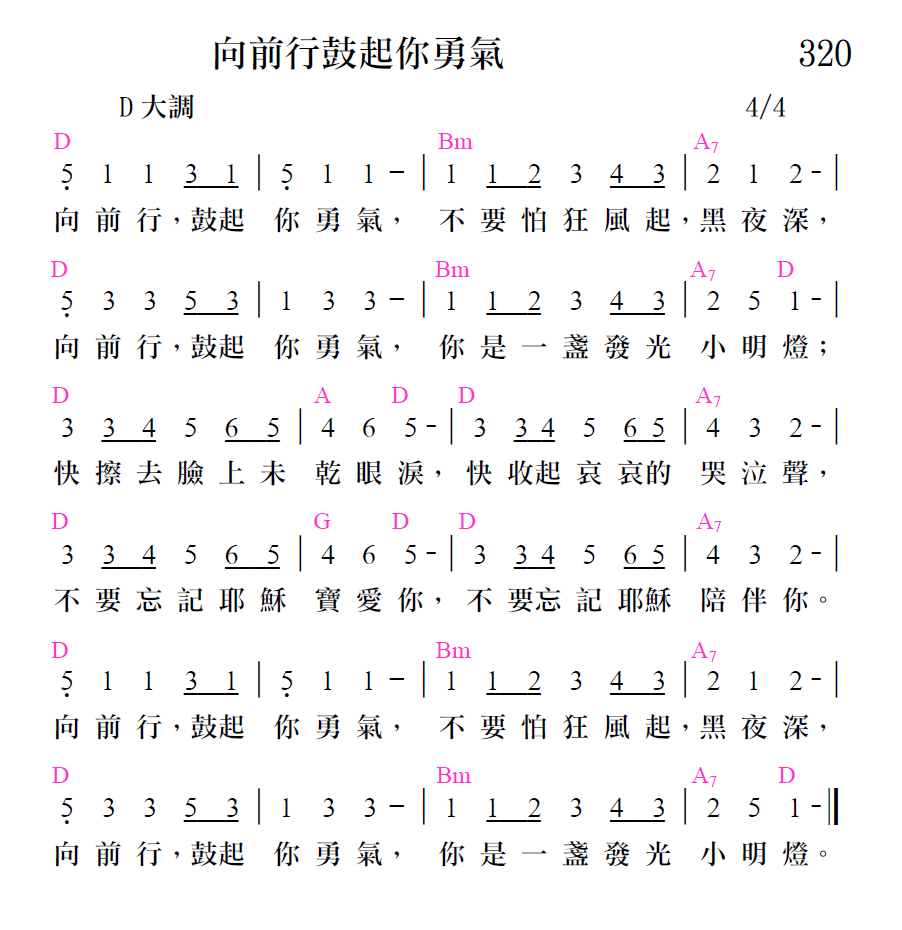 向前行鼓起你勇氣 320
D 大調 4/4
D Bm A7
5̣ 1 1 3 1 | 5̣ 1 1 – | 1 1 2 3 4 3 | 2 1 2 - |
向前行，鼓起 你勇氣， 不要怕狂風起，黑夜深，
D Bm A7 D
5̣ 3 3 5 3 | 1 3 3 – | 1 1 2 3 4 3 | 2 5 1 - |
向前行，鼓起 你勇氣， 你是一盞發光 小明燈；
D A D D A7
3 3 4 5 6 5 | 4 6 5 - | 3 3 4 5 6 5 | 4 3 2 - |
快擦去臉上未 乾眼淚，快收起哀哀的 哭泣聲，
D G D D A7
3 3 4 5 6 5 | 4 6 5 - | 3 3 4 5 6 5 | 4 3 2 - |
不要忘記耶穌 寶愛你，不要忘記耶穌 陪伴你。
D Bm A7
5̣ 1 1 3 1 | 5̣ 1 1 – | 1 1 2 3 4 3 | 2 1 2 - |
向前行，鼓起 你勇氣， 不要怕狂風起，黑夜深，
D Bm A7 D
5̣ 3 3 5 3 | 1 3 3 – | 1 1 2 3 4 3 | 2 5 1 - ‖
向前行，鼓起 你勇氣， 你是一盞發光 小明燈。